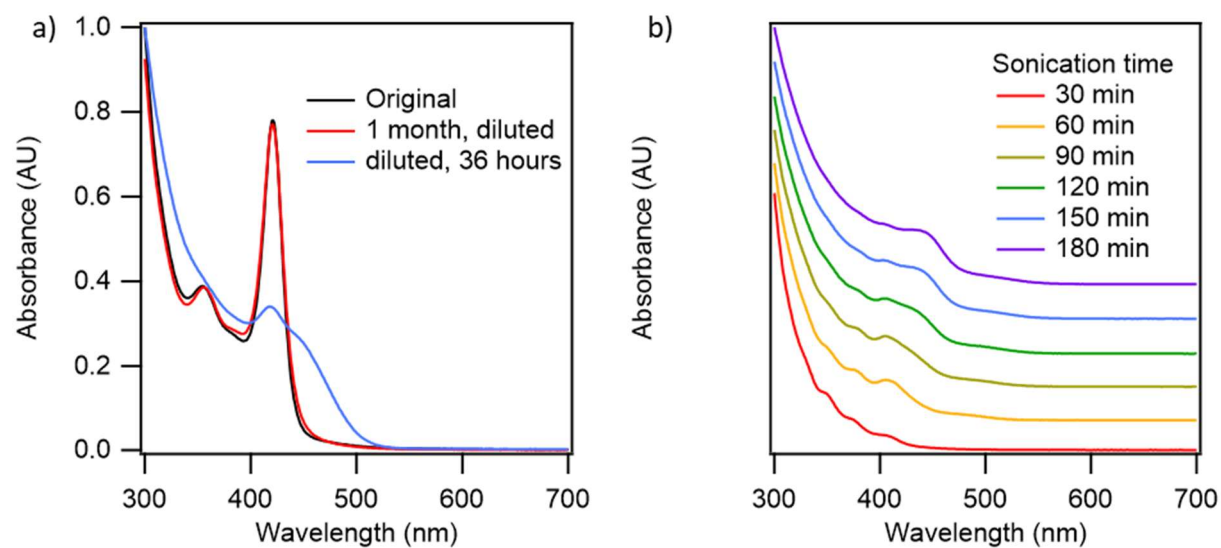 a)
1.0
0.8
0.6
0.4
0.2
0.0
Absorbance (AU)
Original
1 month, diluted
diluted, 36 hours
300 400 500 600 700
Wavelength (nm)
b)
Absorbance (AU)
Sonication time
30 min
60 min
90 min
120 min
150 min
180 min
300 400 500 600 700
Wavelength (nm)